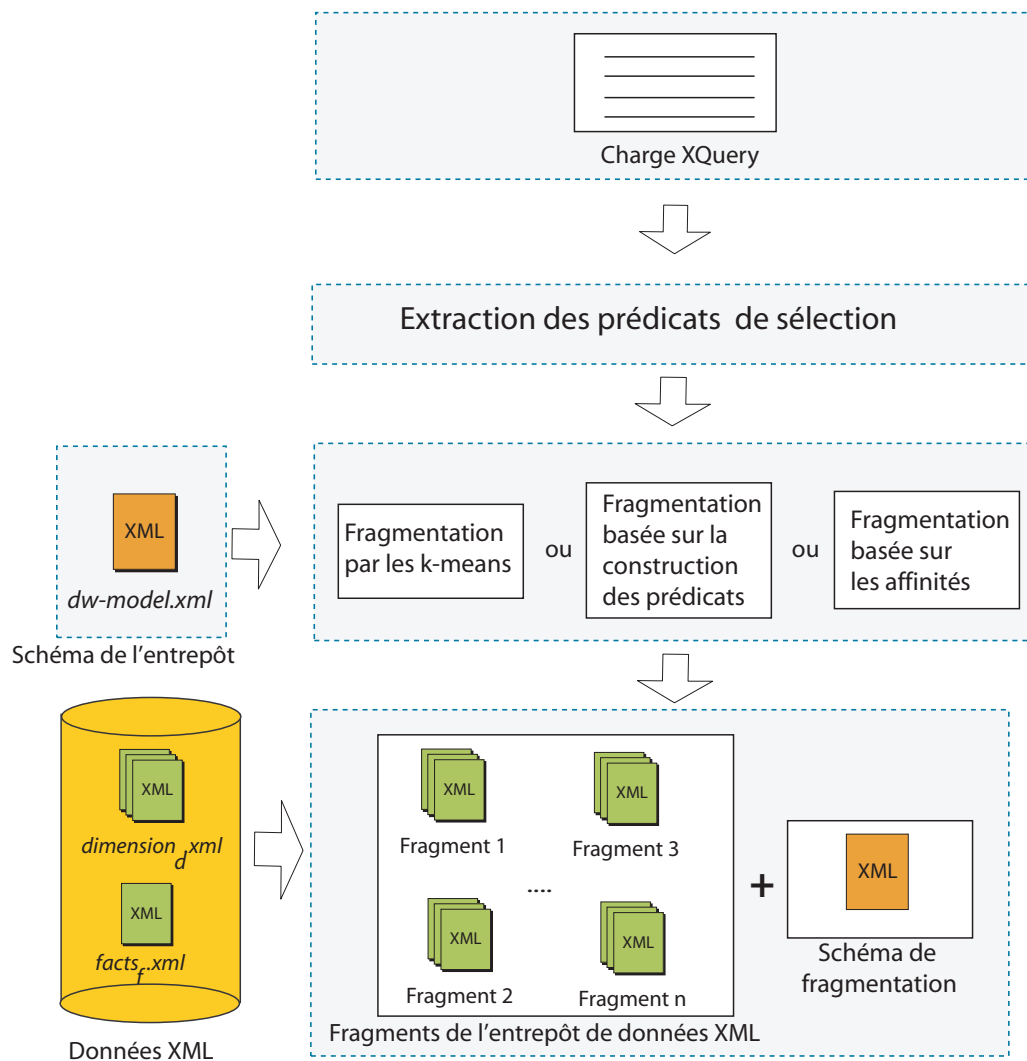 Charge XQuery
Extraction des prédicats de sélection
XML
dw-model.xml
Schéma de l'entrepôt
Fragmentation
par les k-means
ou
Fragmentation
basée sur la
construction
des prédicats
ou
Fragmentation
basée sur
les affinités
XML
dimension_d.xml
XML
facts_f.xml
Données XML
XML
Fragment 1
XML
Fragment 3
....
XML
Fragment 2
XML
Fragment n
Fragments de l'entrepôt de données XML
+
XML
Schéma de
fragmentation